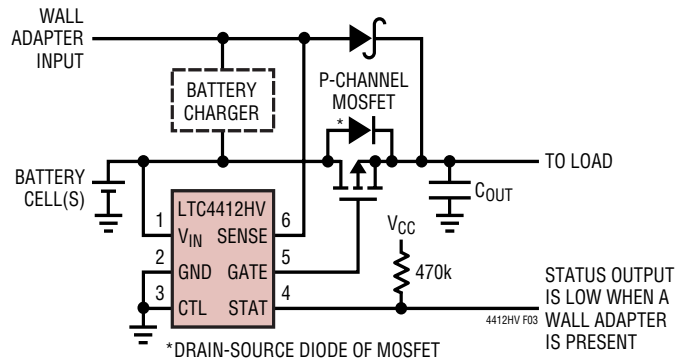 WALL
ADAPTER
INPUT
BATTERY
CHARGER
P-CHANNEL
MOSFET
*
TO LOAD
BATTERY
CELL(S)
COUT
LTC4412HV
1
VIN
SENSE
6
2
GND
GATE
5
3
CTL
STAT
4
VCC
470k
STATUS OUTPUT
IS LOW WHEN A
WALL ADAPTER
IS PRESENT
4412HV F03
*DRAIN-SOURCE DIODE OF MOSFET